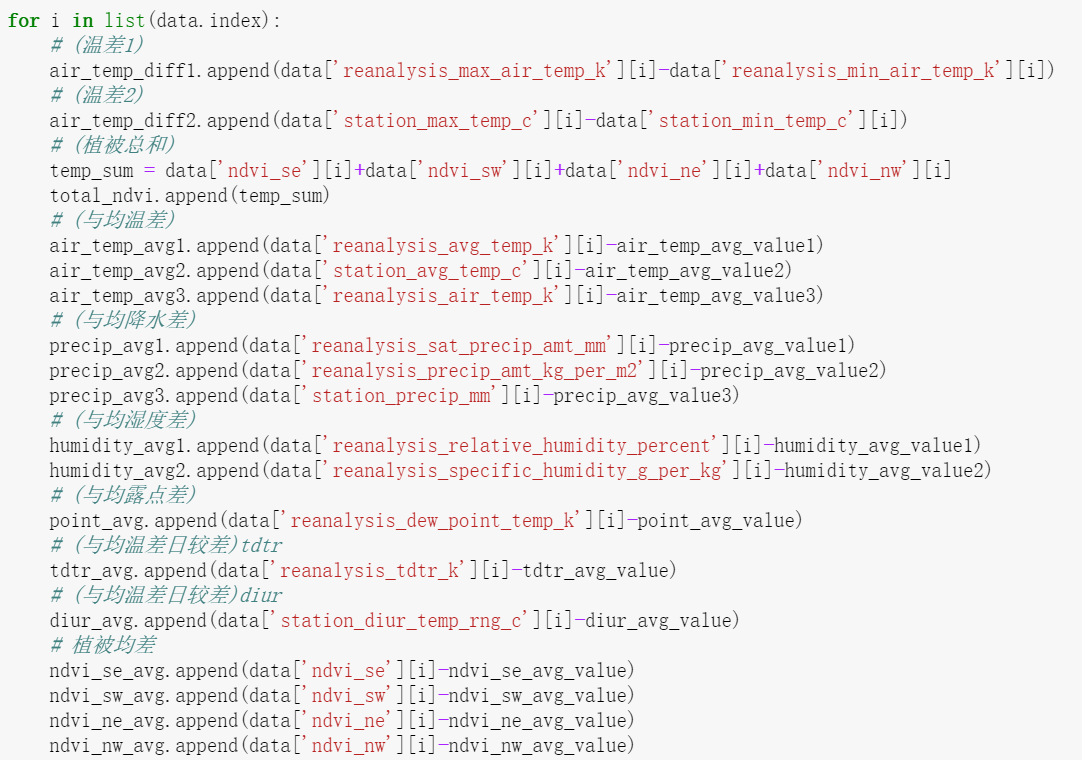 for i in list(data.index):
    # (温差1)
    air_temp_diff1.append(data['reanalysis_max_air_temp_k'][i]-data['reanalysis_min_air_temp_k'][i])
    # (温差2)
    air_temp_diff2.append(data['station_max_temp_c'][i]-data['station_min_temp_c'][i])
    # (植被总和)
    temp_sum = data['ndvi_se'][i]+data['ndvi_sw'][i]+data['ndvi_ne'][i]+data['ndvi_nw'][i]
    total_ndvi.append(temp_sum)
    # (与均温差)
    air_temp_avg1.append(data['reanalysis_avg_temp_k'][i]-air_temp_avg_value1)
    air_temp_avg2.append(data['station_avg_temp_c'][i]-air_temp_avg_value2)
    air_temp_avg3.append(data['reanalysis_air_temp_k'][i]-air_temp_avg_value3)
    # (与均降水差)
    precip_avg1.append(data['reanalysis_sat_precip_amt_mm'][i]-precip_avg_value1)
    precip_avg2.append(data['reanalysis_precip_amt_kg_per_m2'][i]-precip_avg_value2)
    precip_avg3.append(data['station_precip_mm'][i]-precip_avg_value3)
    # (与均湿度差)
    humidity_avg1.append(data['reanalysis_relative_humidity_percent'][i]-humidity_avg_value1)
    humidity_avg2.append(data['reanalysis_specific_humidity_g_per_kg'][i]-humidity_avg_value2)
    # (与均露点差)
    point_avg.append(data['reanalysis_dew_point_temp_k'][i]-point_avg_value)
    # (与均温差日较差)tdtr
    tdtr_avg.append(data['reanalysis_tdtr_k'][i]-tdtr_avg_value)
    # (与均温差日较差)diur
    diur_avg.append(data['station_diur_temp_rng_c'][i]-diur_avg_value)
    # 植被均差
    ndvi_se_avg.append(data['ndvi_se'][i]-ndvi_se_avg_value)
    ndvi_sw_avg.append(data['ndvi_sw'][i]-ndvi_sw_avg_value)
    ndvi_ne_avg.append(data['ndvi_ne'][i]-ndvi_ne_avg_value)
    ndvi_nw_avg.append(data['ndvi_nw'][i]-ndvi_nw_avg_value)